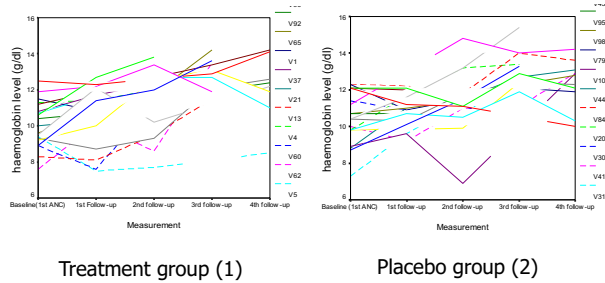 haemoglobin level (g/dl)
16
14
12
10
8
6
Baseline(1st ANC)
1st Follow-up
2nd follow-up
3rd follow-up
4th follow-up
Measurement
V92
V65
V1
V37
V21
V13
V4
V60
V62
V5
Treatment group (1)
haemoglobin level (g/dl)
16
14
12
10
8
6
Baseline(1st ANC)
1st follow-up
2nd follow-up
3rd follow-up
4th follow-up
Measurement
V95
V98
V79
V10
V44
V84
V20
V30
V41
V31
Placebo group (2)